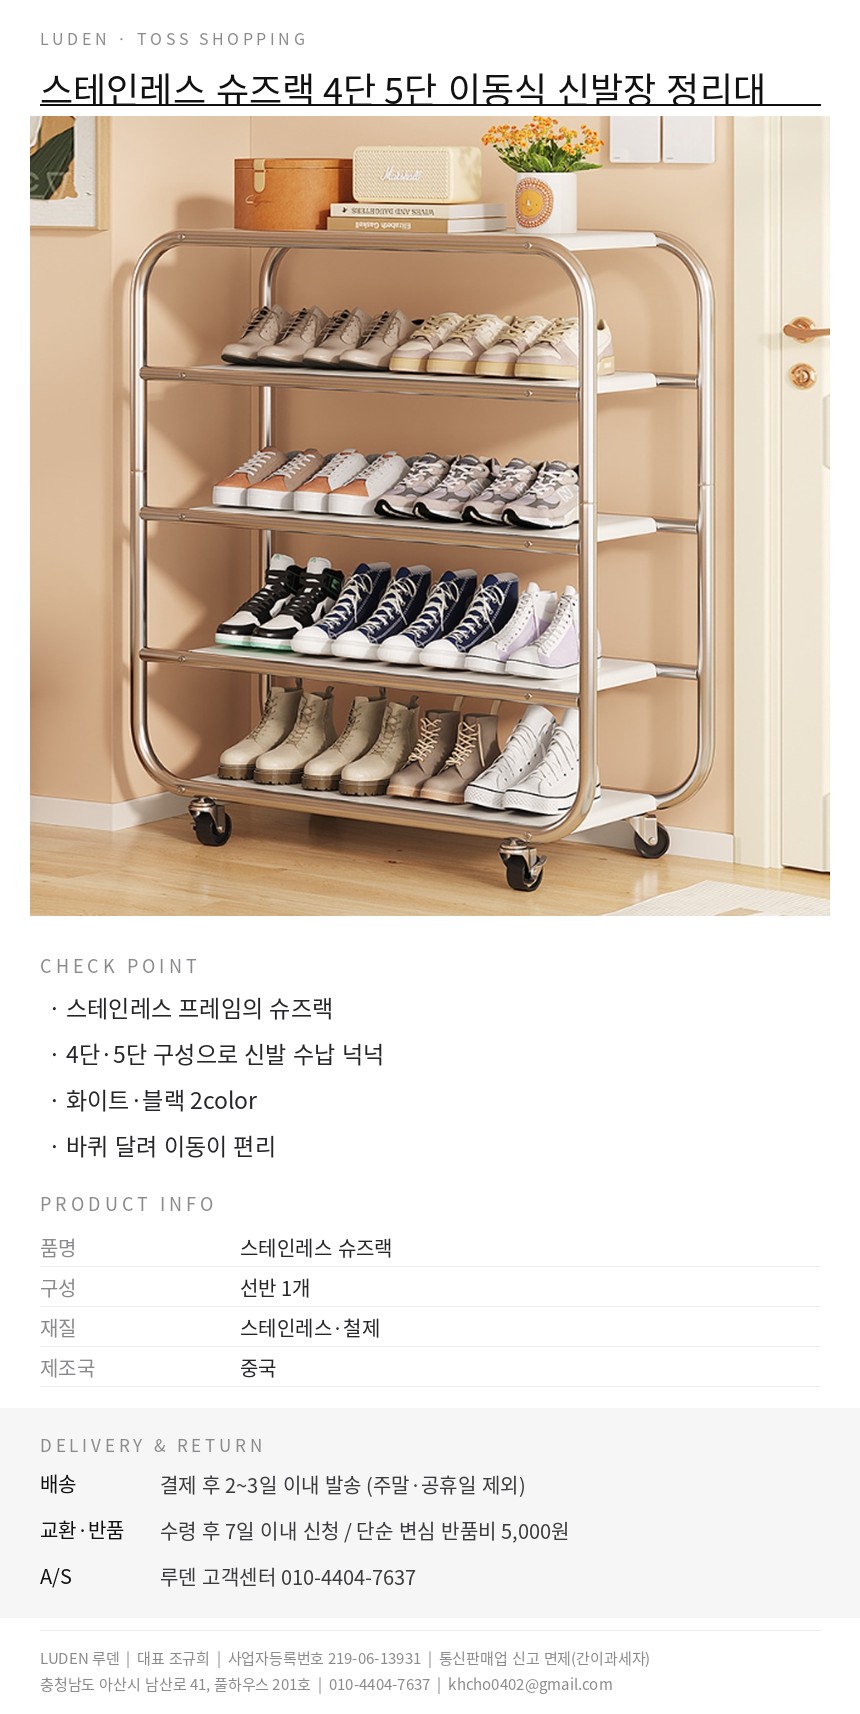 LUDEN · TOSS SHOPPING
스테인레스 슈즈랙 4단 5단 이동식 신발장 정리대
Marshall
WIVES AND DAUGHTERS
Elizabeth Gaskell
CHECK POINT
· 스테인레스 프레임의 슈즈랙
· 4단·5단 구성으로 신발 수납 넉넉
· 화이트·블랙 2color
· 바퀴 달려 이동이 편리
PRODUCT INFO
품명 스테인레스 슈즈랙
구성 선반 1개
재질 스테인레스·철제
제조국 중국
DELIVERY & RETURN
배송 결제 후 2~3일 이내 발송 (주말·공휴일 제외)
교환·반품 수령 후 7일 이내 신청 / 단순 변심 반품비 5,000원
A/S 루덴 고객센터 010-4404-7637
LUDEN 루덴 | 대표 조규희 | 사업자등록번호 219-06-13931 | 통신판매업 신고 면제(간이과세자)
충청남도 아산시 남산로 41, 풀하우스 201호 | 010-4404-7637 | khcho0402@gmail.com